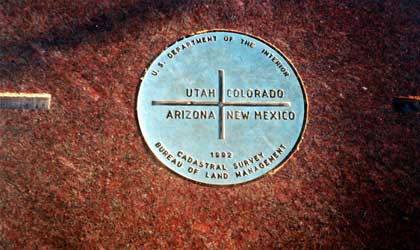 U.S. DEPARTMENT OF THE INTERIOR
UTAH COLORADO
ARIZONA NEW MEXICO
1992
CADASTRAL SURVEY
BUREAU OF LAND MANAGEMENT